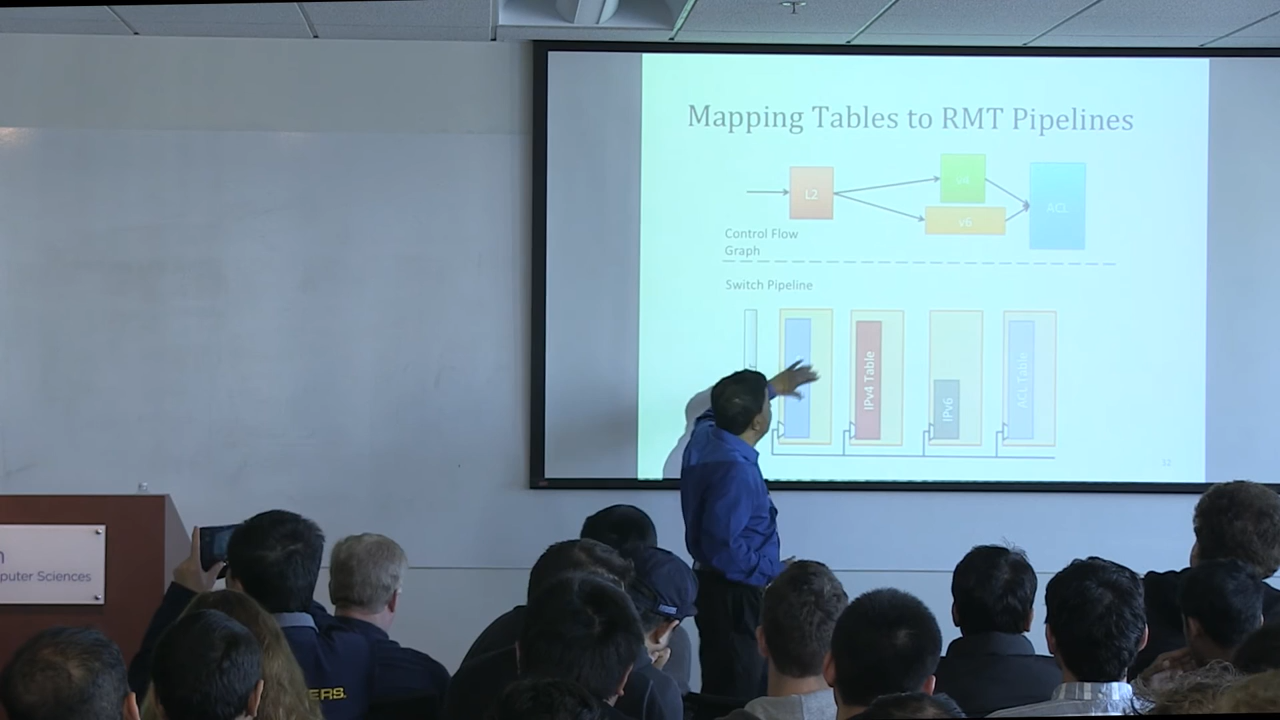 Mapping Tables to RMT Pipelines
L2
v4
v6
ACL
Control Flow
Graph
Switch Pipeline
IPv4 Table
IPv6
ACL Table
puter Sciences
ERS.